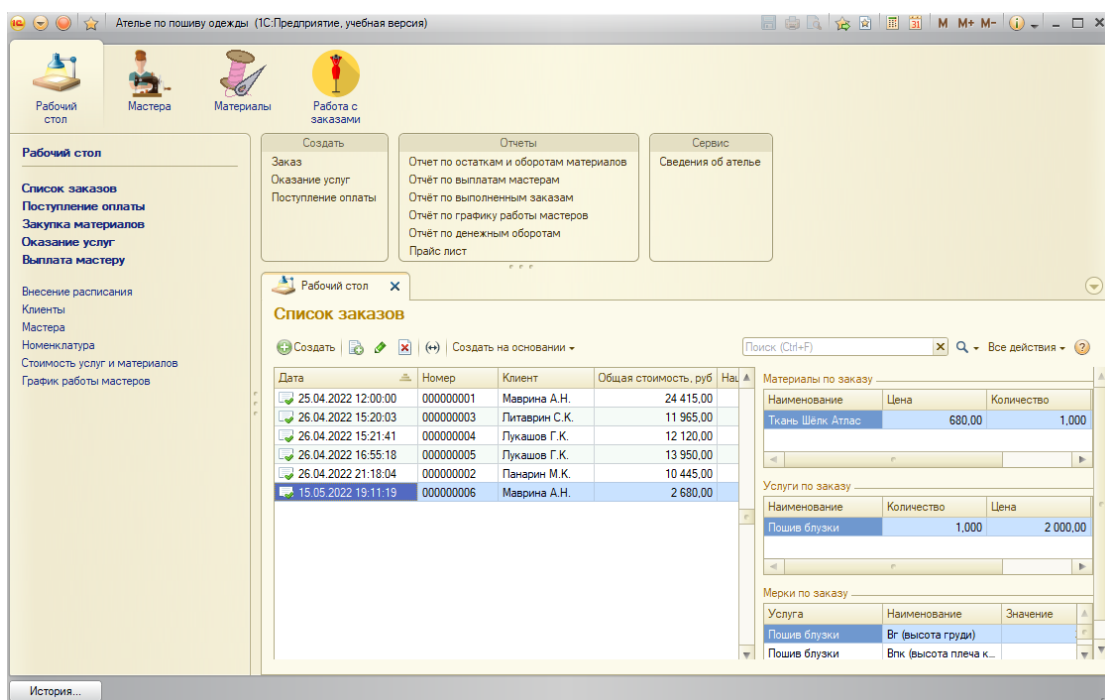 Ателье по пошиву одежды (1С:Предприятие, учебная версия)
M M+ M-
Рабочий стол
Мастера
Материалы
Работа с заказами
Рабочий стол
Список заказов
Поступление оплаты
Закупка материалов
Оказание услуг
Выплата мастеру
Внесение расписания
Клиенты
Мастера
Номенклатура
Стоимость услуг и материалов
График работы мастеров
Создать
Заказ
Оказание услуг
Поступление оплаты
Отчеты
Отчет по остаткам и оборотам материалов
Отчёт по выплатам мастерам
Отчёт по выполненным заказам
Отчёт по графику работы мастеров
Отчёт по денежным оборотам
Прайс лист
Сервис
Сведения об ателье
Рабочий стол
Список заказов
Создать Создать на основании Поиск (Ctrl+F) Все действия
Дата Номер Клиент Общая стоимость, руб
25.04.2022 12:00:00 000000001 Маврина А.Н. 24 415,00
26.04.2022 15:20:03 000000003 Литаврин С.К. 11 965,00
26.04.2022 15:21:41 000000004 Лукашов Г.К. 12 120,00
26.04.2022 16:55:18 000000005 Лукашов Г.К. 13 950,00
26.04.2022 21:18:04 000000002 Панарин М.К. 10 445,00
15.05.2022 19:11:19 000000006 Маврина А.Н. 2 680,00
Материалы по заказу
Наименование Цена Количество
Ткань Шёлк Атлас 680,00 1,000
Услуги по заказу
Наименование Количество Цена
Пошив блузки 1,000 2 000,00
Мерки по заказу
Услуга Наименование Значение
Пошив блузки Вг (высота груди)
Пошив блузки Впк (высота плеча к...
История...